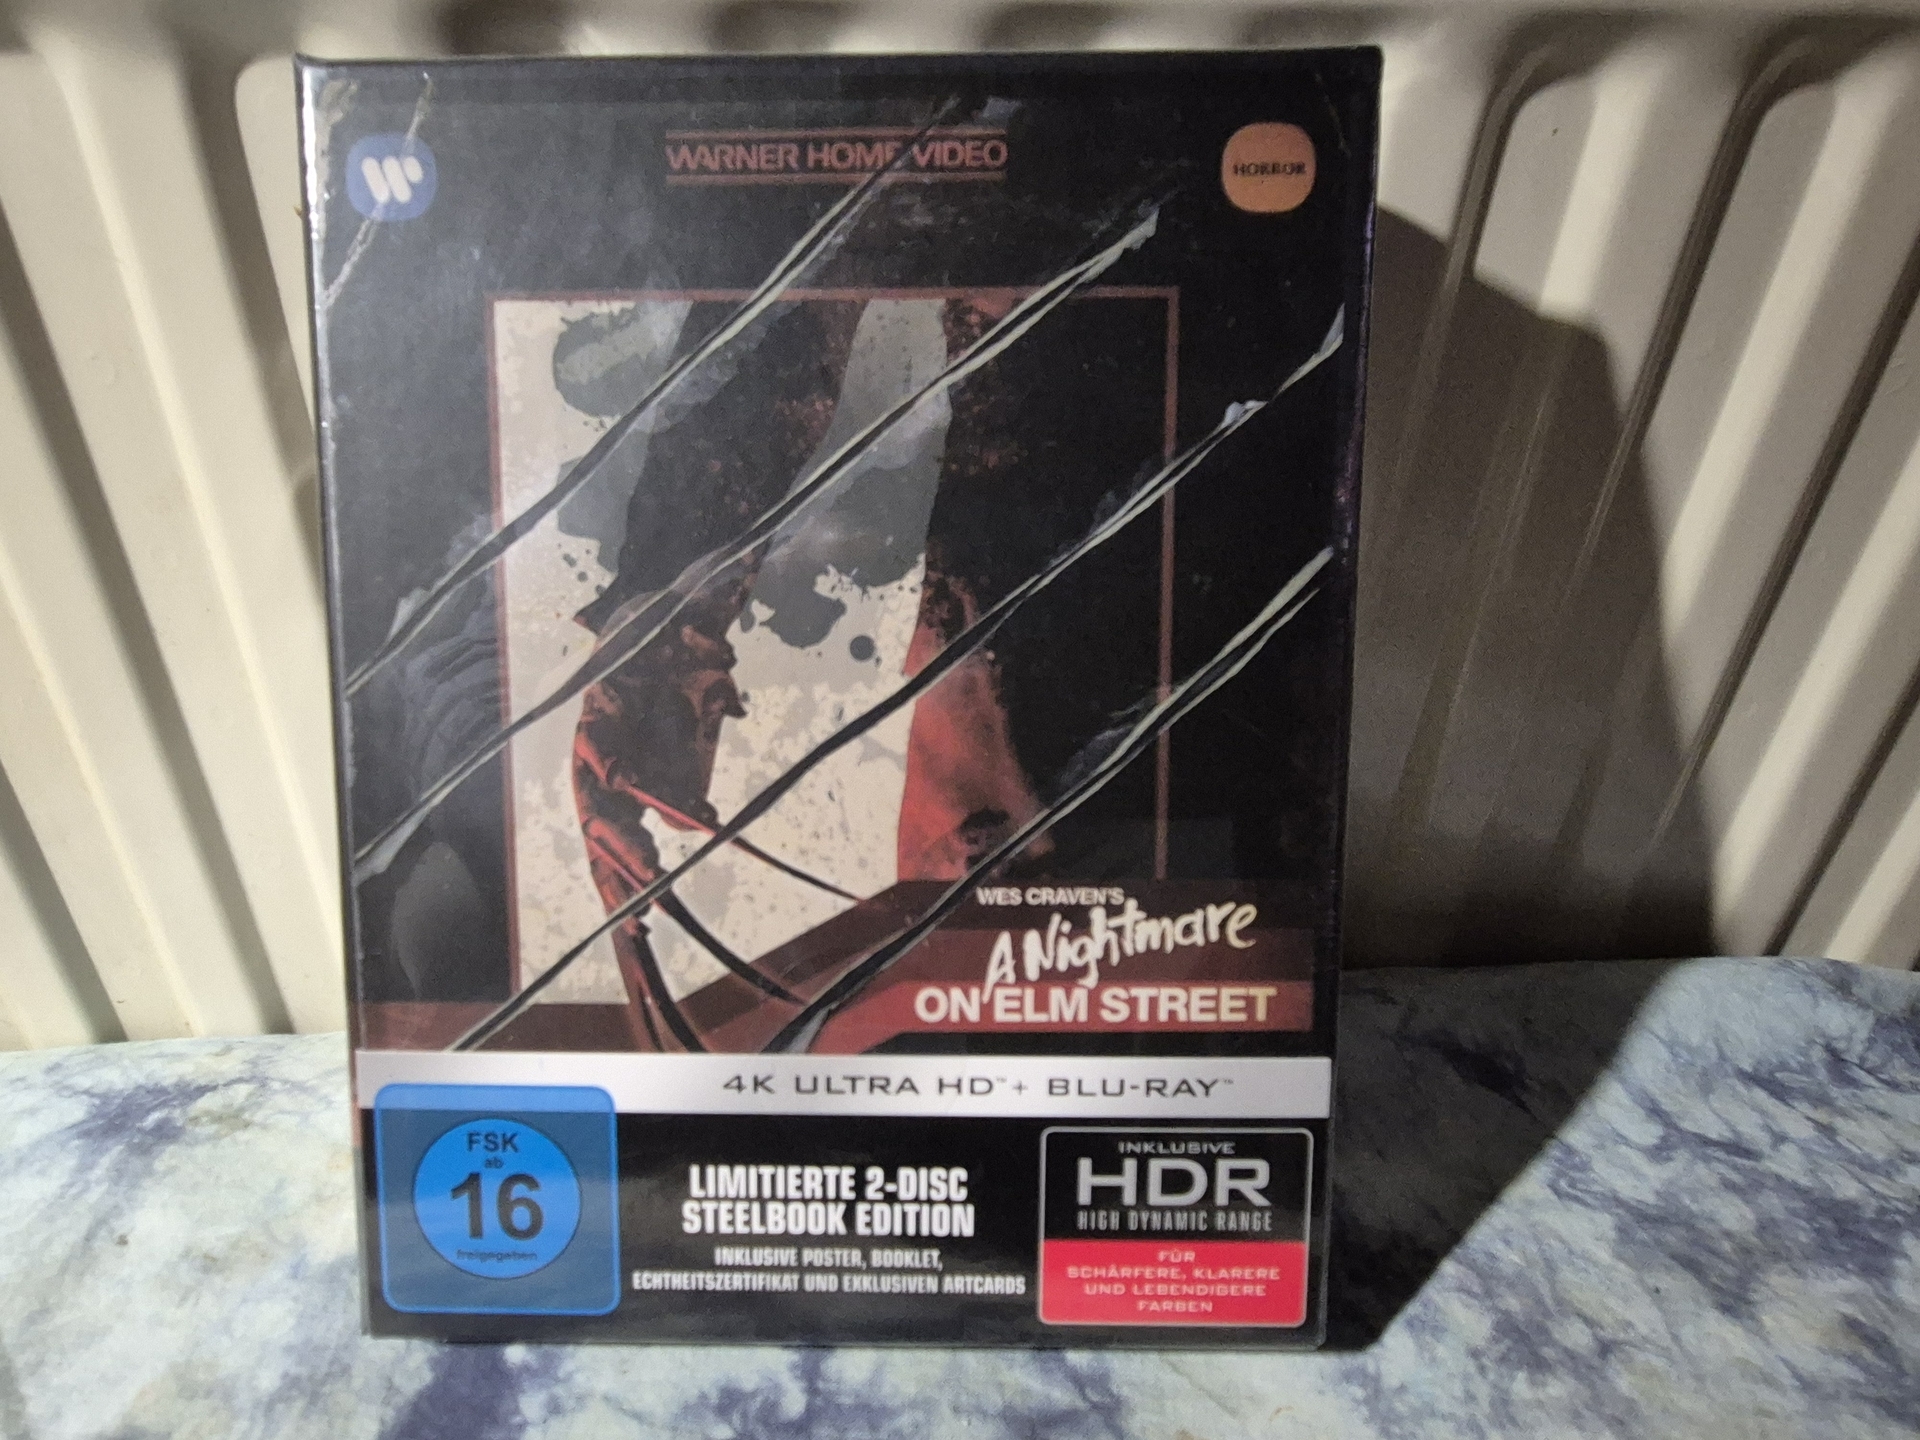 WARNER HOME VIDEO
HORROR
WES CRAVEN'S
A Nightmare
ON ELM STREET
4K ULTRA HD™ + BLU-RAY™
FSK
ab
16
freigegeben
LIMITIERTE 2-DISC
STEELBOOK EDITION
INKLUSIVE POSTER, BOOKLET,
ECHTHEITSZERTIFIKAT UND EXKLUSIVEN ARTCARDS
INKLUSIVE
HDR
HIGH DYNAMIC RANGE
FÜR
SCHÄRFERE, KLARERE
UND LEBENDIGERE
FARBEN